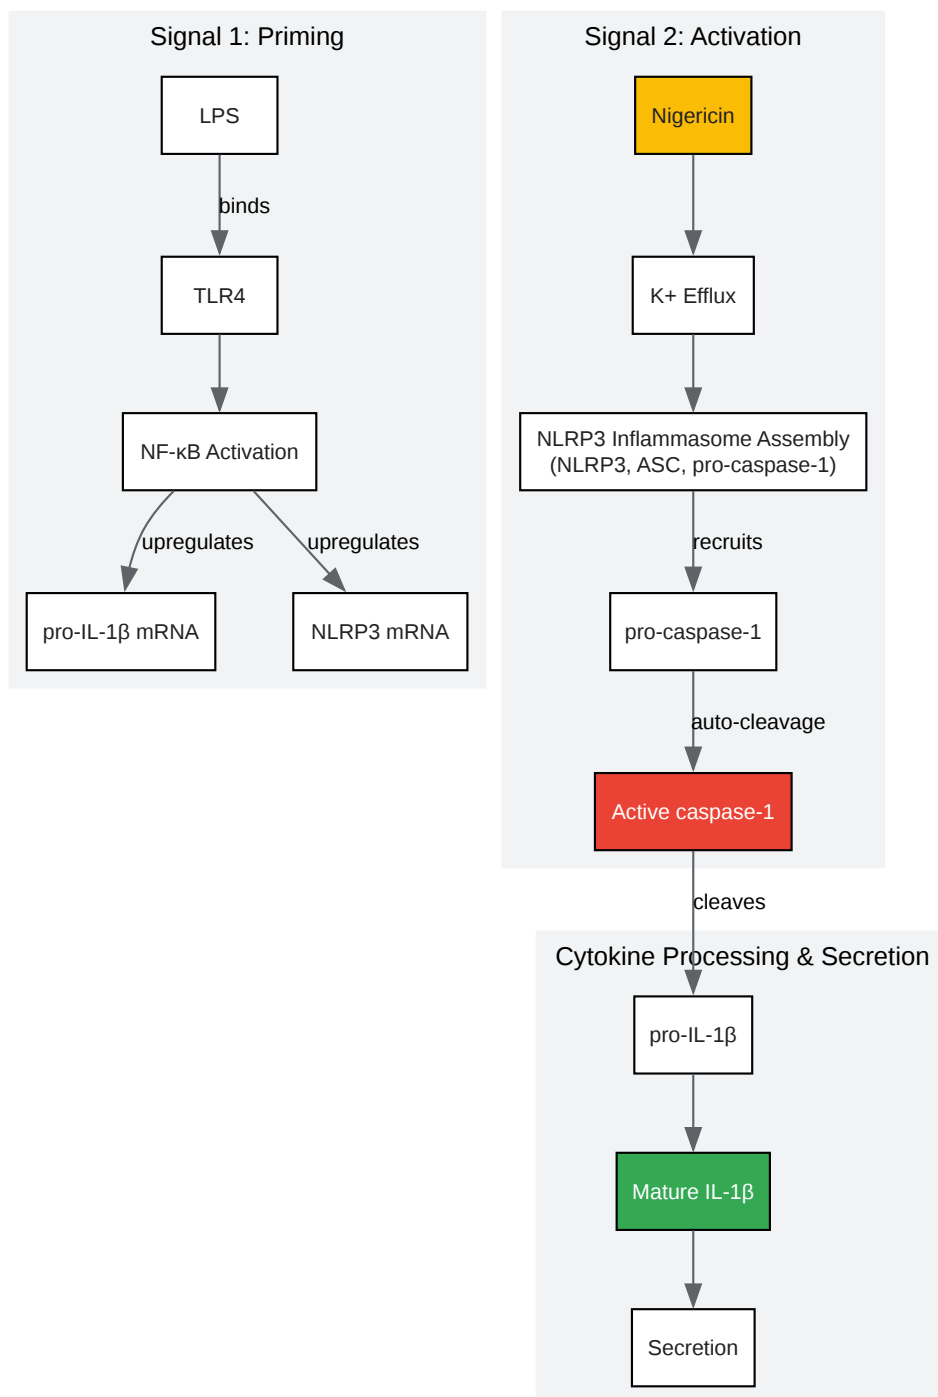 Signal 1: Priming
LPS
binds
TLR4
NF-κB Activation
upregulates
upregulates
pro-IL-1β mRNA
NLRP3 mRNA
Signal 2: Activation
Nigericin
K+ Efflux
NLRP3 Inflammasome Assembly
(NLRP3, ASC, pro-caspase-1)
recruits
pro-caspase-1
auto-cleavage
Active caspase-1
cleaves
Cytokine Processing & Secretion
pro-IL-1β
Mature IL-1β
Secretion